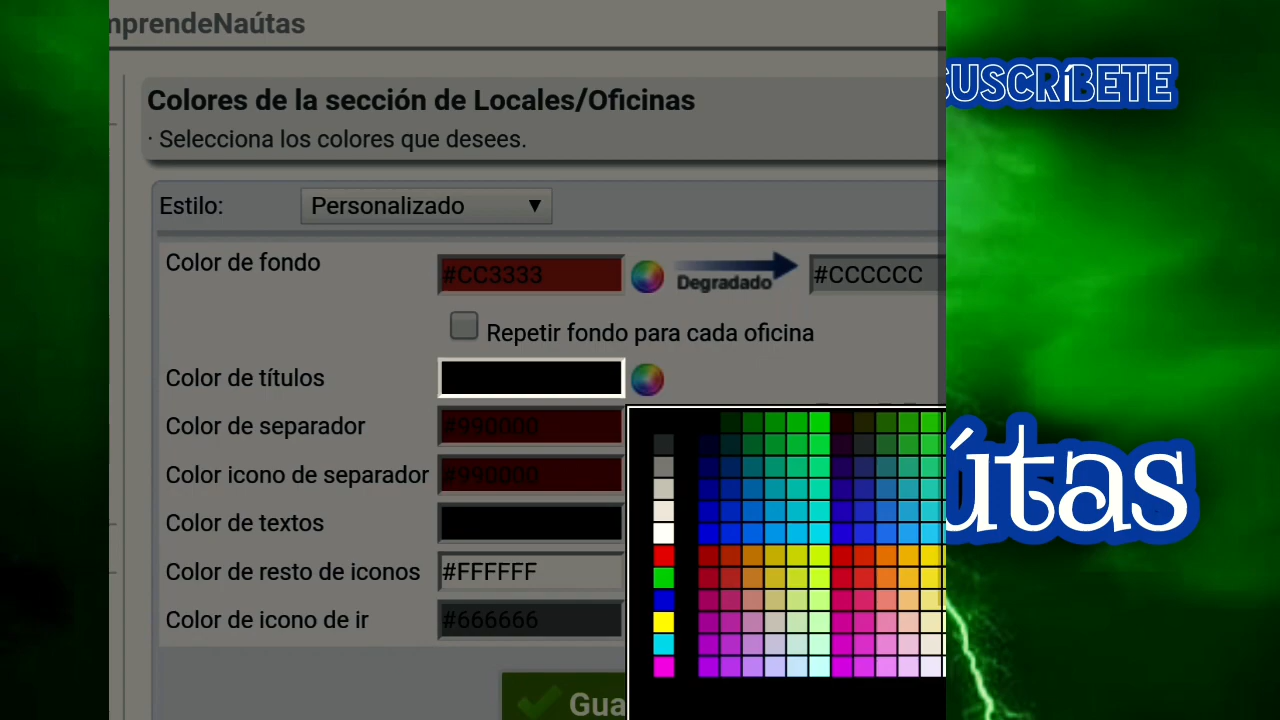 mprendeNaútas
SUSCRíBETE
Colores de la sección de Locales/Oficinas
· Selecciona los colores que desees.
Estilo: Personalizado ▼
Color de fondo #CC3333 Degradado #CCCCCC
Repetir fondo para cada oficina
Color de títulos
Color de separador #990000
Color icono de separador #990000
Color de textos
Color de resto de iconos #FFFFFF
Color de icono de ir #666666
útas
Gua